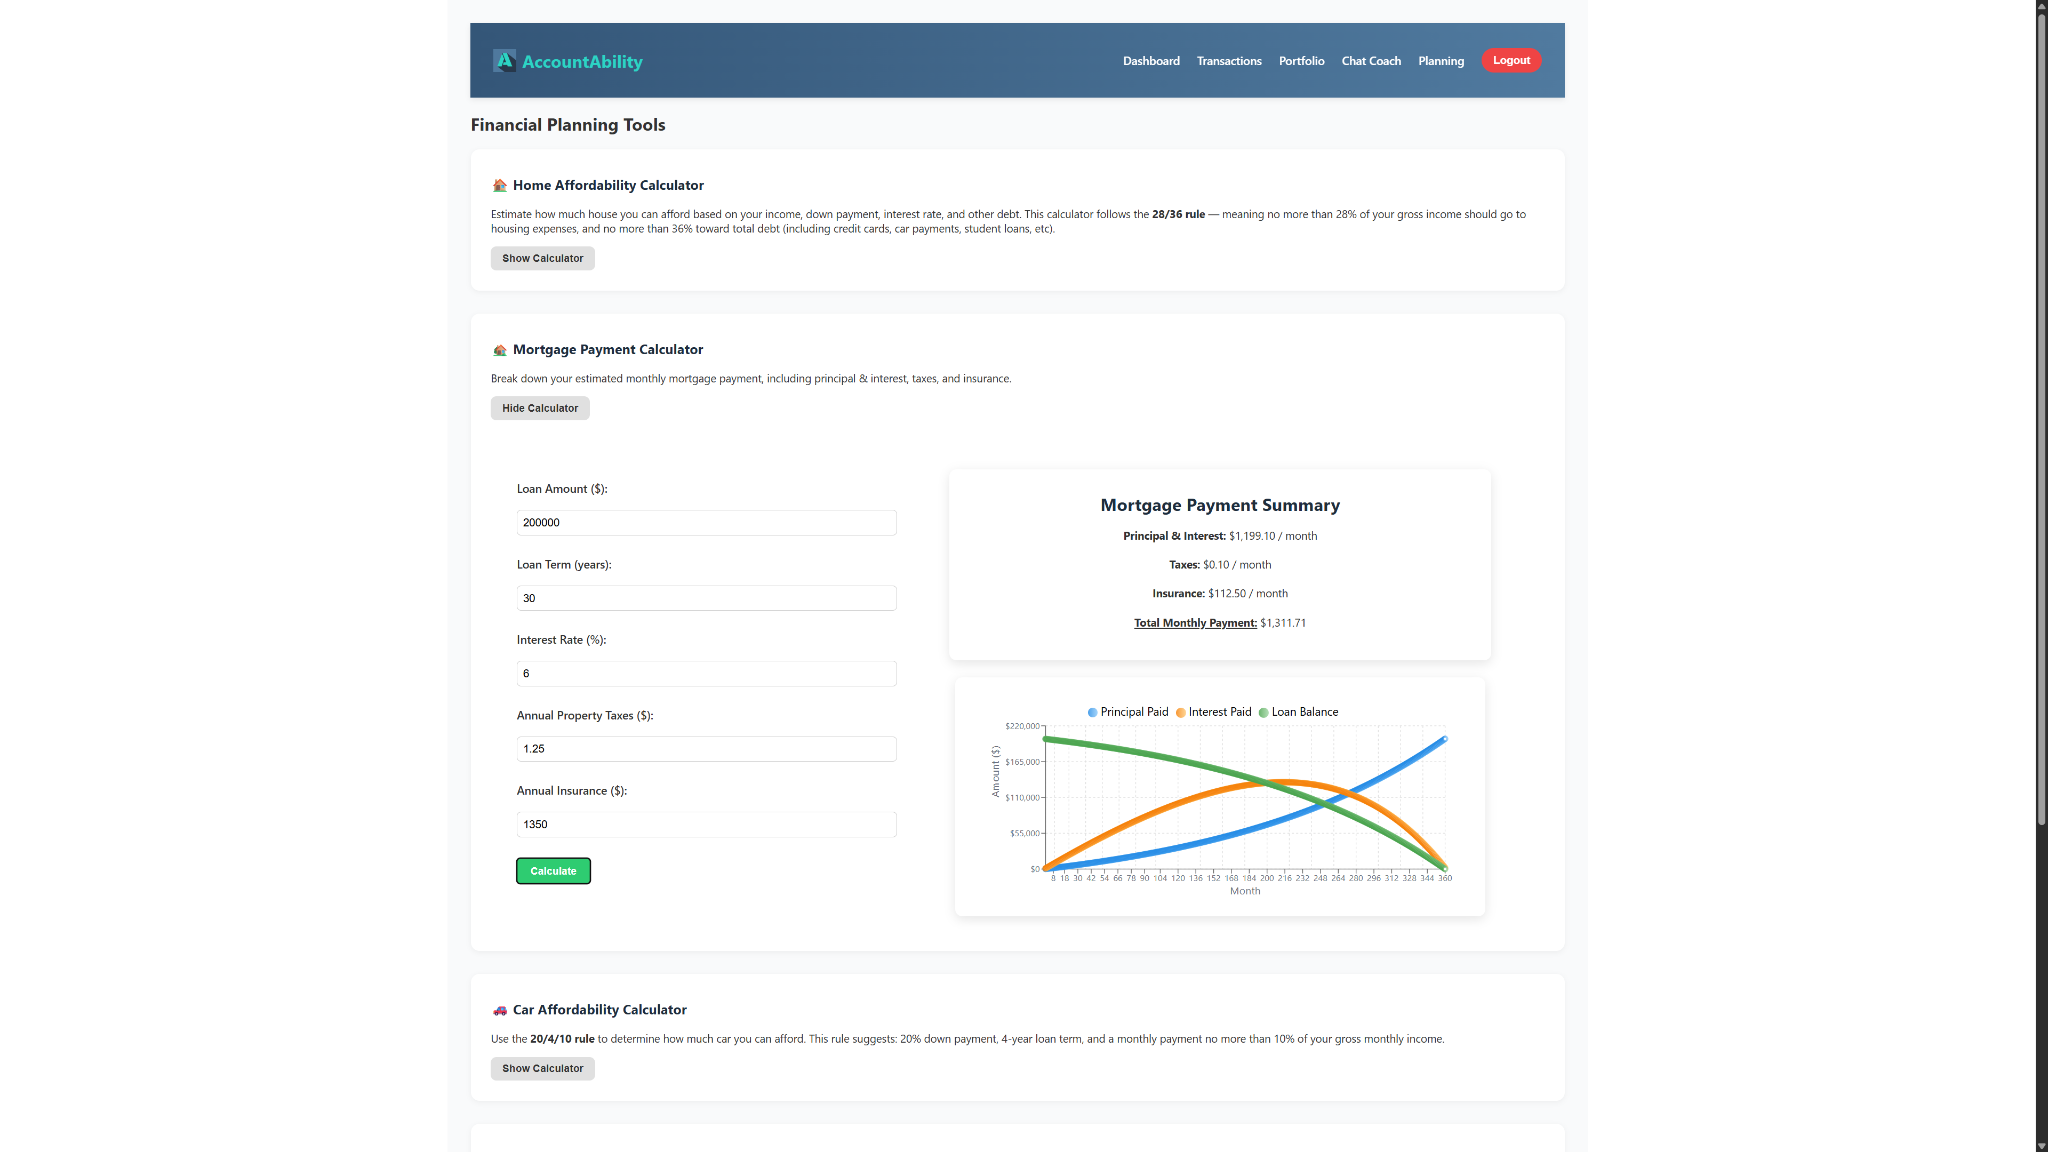 AccountAbility
Dashboard Transactions Portfolio Chat Coach Planning Logout
Financial Planning Tools
Home Affordability Calculator
Estimate how much house you can afford based on your income, down payment, interest rate, and other debt. This calculator follows the 28/36 rule — meaning no more than 28% of your gross income should go to
housing expenses, and no more than 36% toward total debt (including credit cards, car payments, student loans, etc).
Show Calculator
Mortgage Payment Calculator
Break down your estimated monthly mortgage payment, including principal & interest, taxes, and insurance.
Hide Calculator
Loan Amount ($):
200000
Loan Term (years):
30
Interest Rate (%):
6
Annual Property Taxes ($):
1.25
Annual Insurance ($):
1350
Calculate
Mortgage Payment Summary
Principal & Interest: $1,199.10 / month
Taxes: $0.10 / month
Insurance: $112.50 / month
Total Monthly Payment: $1,311.71
Principal Paid Interest Paid Loan Balance
$220,000
$165,000
$110,000
$55,000
$0
Amount ($)
8 18 30 42 54 66 78 90 104 120 136 152 168 184 200 216 232 248 264 280 296 312 328 344 360
Month
Car Affordability Calculator
Use the 20/4/10 rule to determine how much car you can afford. This rule suggests: 20% down payment, 4-year loan term, and a monthly payment no more than 10% of your gross monthly income.
Show Calculator